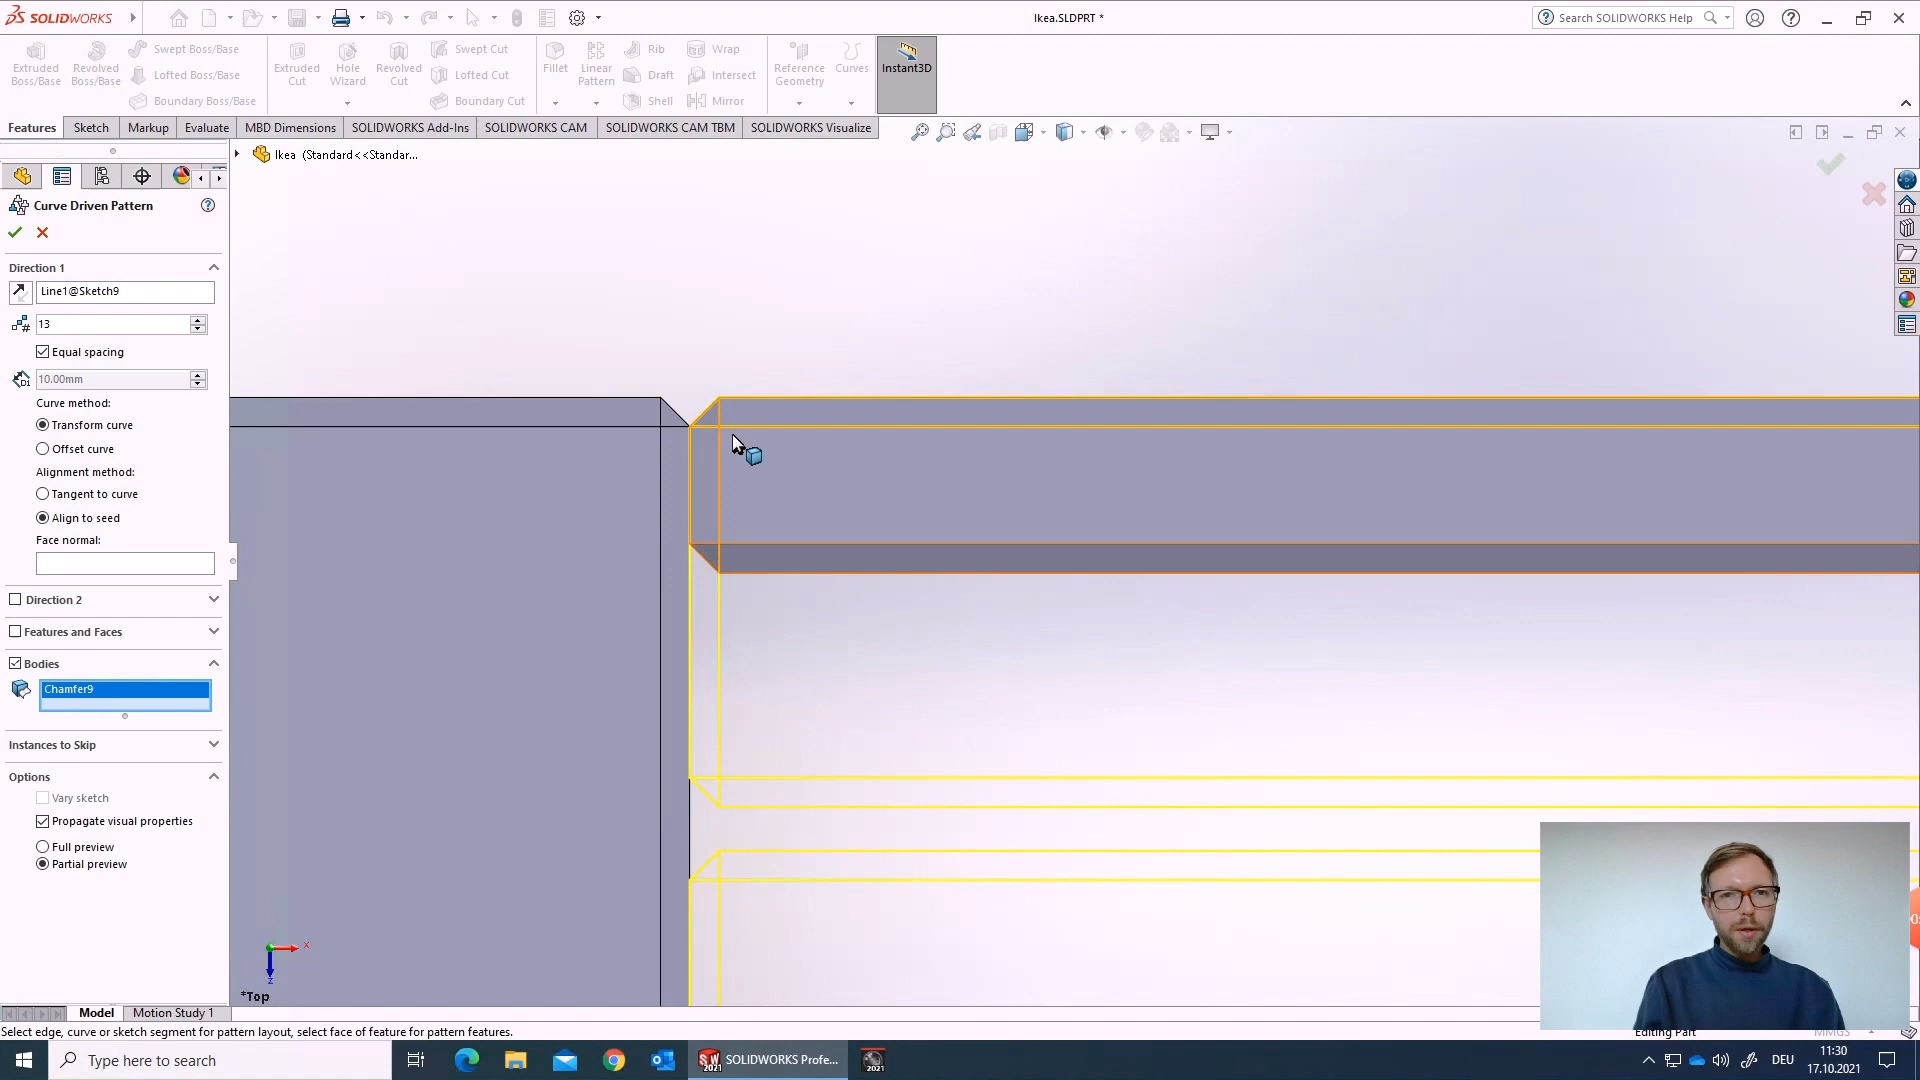 SOLIDWORKS
Ikea.SLDPRT *
Search SOLIDWORKS Help
Extruded Boss/Base
Revolved Boss/Base
Swept Boss/Base
Lofted Boss/Base
Boundary Boss/Base
Extruded Cut
Hole Wizard
Revolved Cut
Swept Cut
Lofted Cut
Boundary Cut
Fillet
Linear Pattern
Rib
Draft
Shell
Wrap
Intersect
Mirror
Reference Geometry
Curves
Instant3D
Features
Sketch
Markup
Evaluate
MBD Dimensions
SOLIDWORKS Add-Ins
SOLIDWORKS CAM
SOLIDWORKS CAM TBM
SOLIDWORKS Visualize
Ikea (Standard<<Standar...
Curve Driven Pattern
Direction 1
Line1@Sketch9
13
Equal spacing
10.00mm
Curve method:
Transform curve
Offset curve
Alignment method:
Tangent to curve
Align to seed
Face normal:
Direction 2
Features and Faces
Bodies
Chamfer9
Instances to Skip
Options
Vary sketch
Propagate visual properties
Full preview
Partial preview
x
z
*Top
Model
Motion Study 1
Select edge, curve or sketch segment for pattern layout, select face of feature for pattern features.
Editing Part
MMGS
Type here to search
SW 2021
SOLIDWORKS Profe...
2021
DEU
11:30
17.10.2021